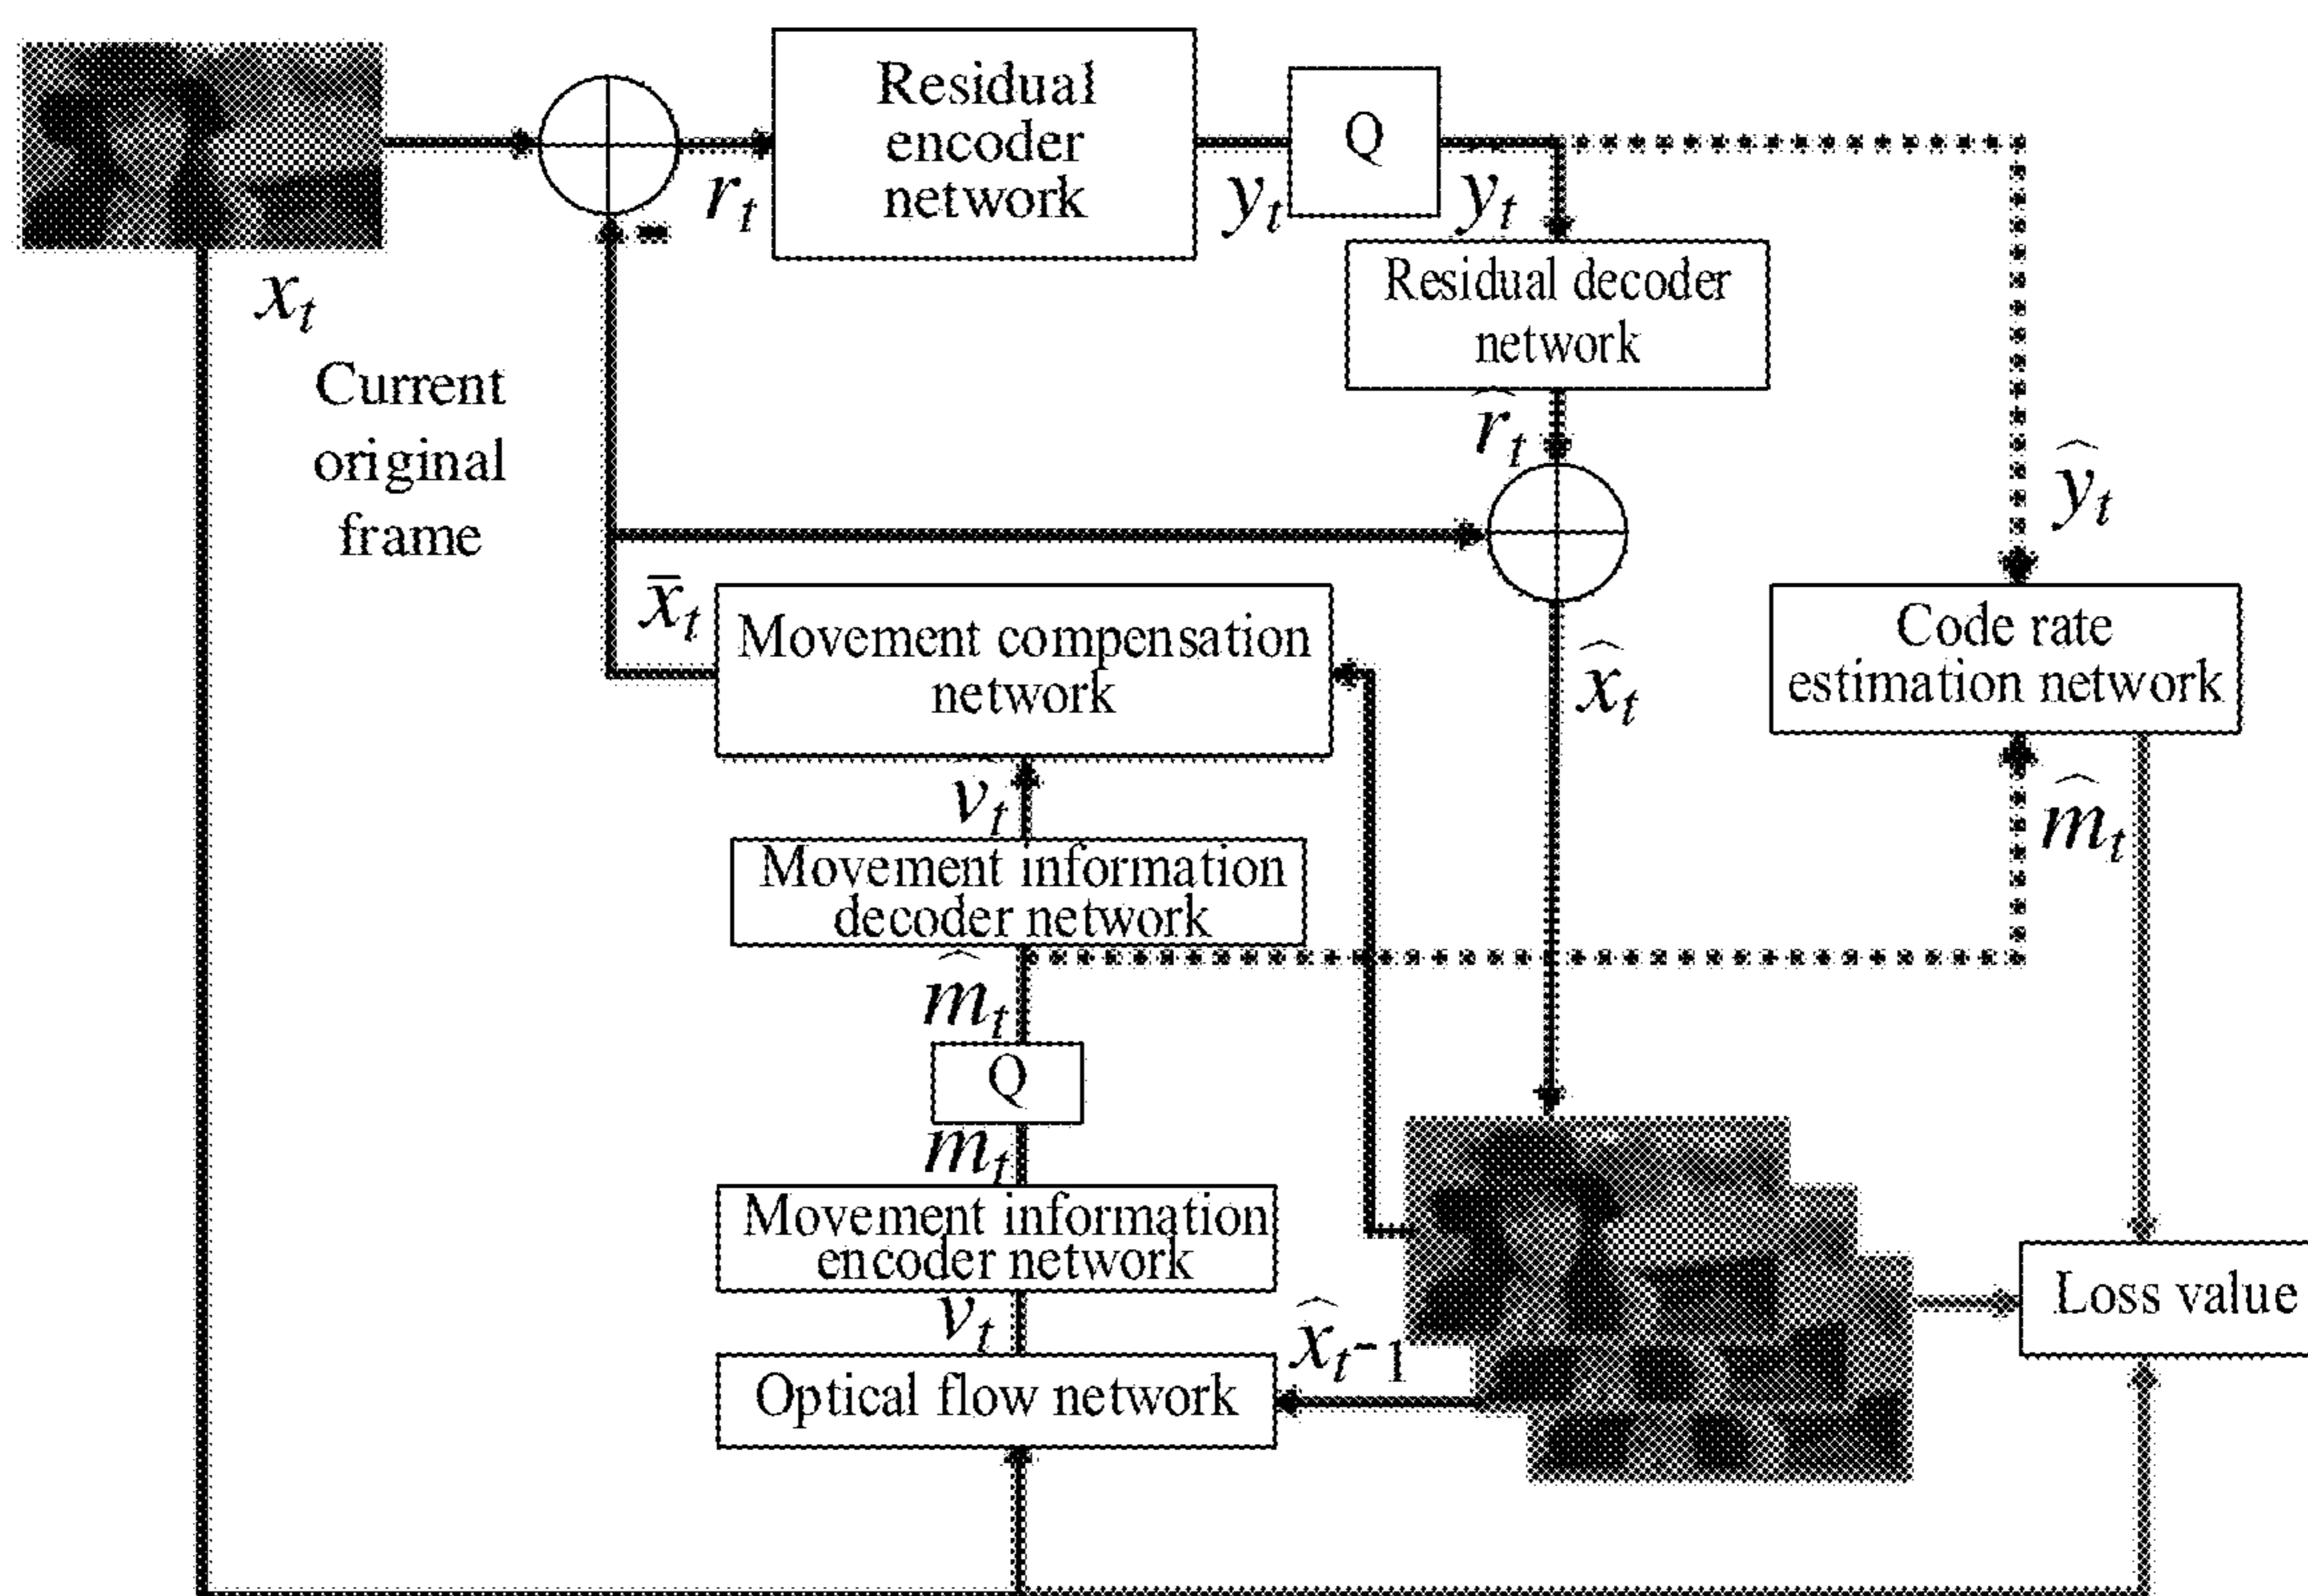 Residual
encoder
network
Q
r_t
y_t
y_t
x_t
Residual decoder
network
Current
original
frame
r̂_t
ŷ_t
x̄_t
Movement compensation
network
x̂_t
Code rate
estimation network
v̂_t
m̂_t
Movement information
decoder network
m̂_t
Q
m_t
Movement information
encoder network
v_t
x̂_{t-1}
Loss value
Optical flow network